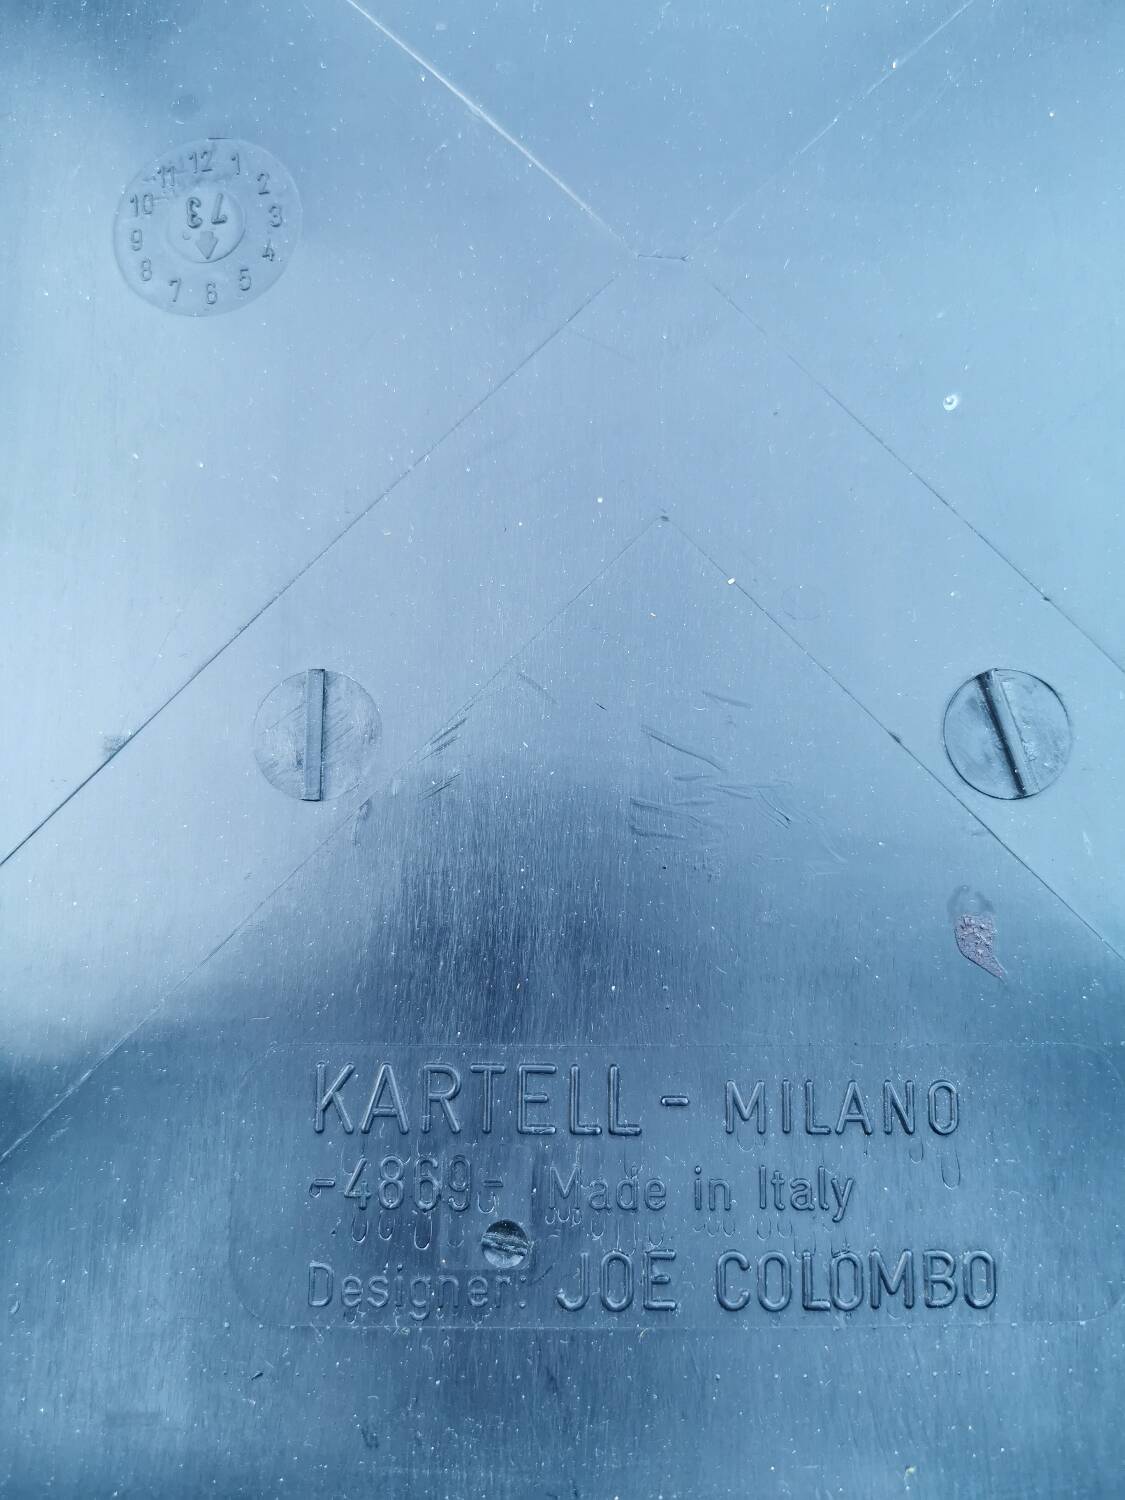 12 1 2 3 4 5 6 7 8 9 10 11
73
KARTELL - MILANO
-4869- Made in Italy
Designer: JOE COLOMBO